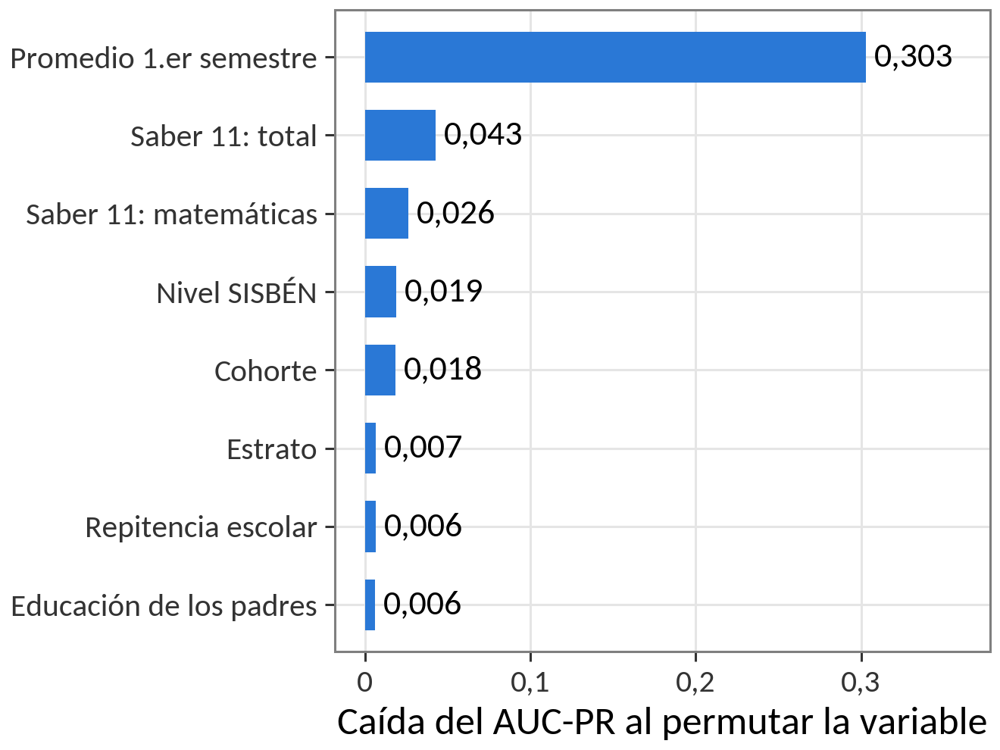 Promedio 1.er semestre 0,303
Saber 11: total 0,043
Saber 11: matemáticas 0,026
Nivel SISBÉN 0,019
Cohorte 0,018
Estrato 0,007
Repitencia escolar 0,006
Educación de los padres 0,006
0 0,1 0,2 0,3
Caída del AUC-PR al permutar la variable